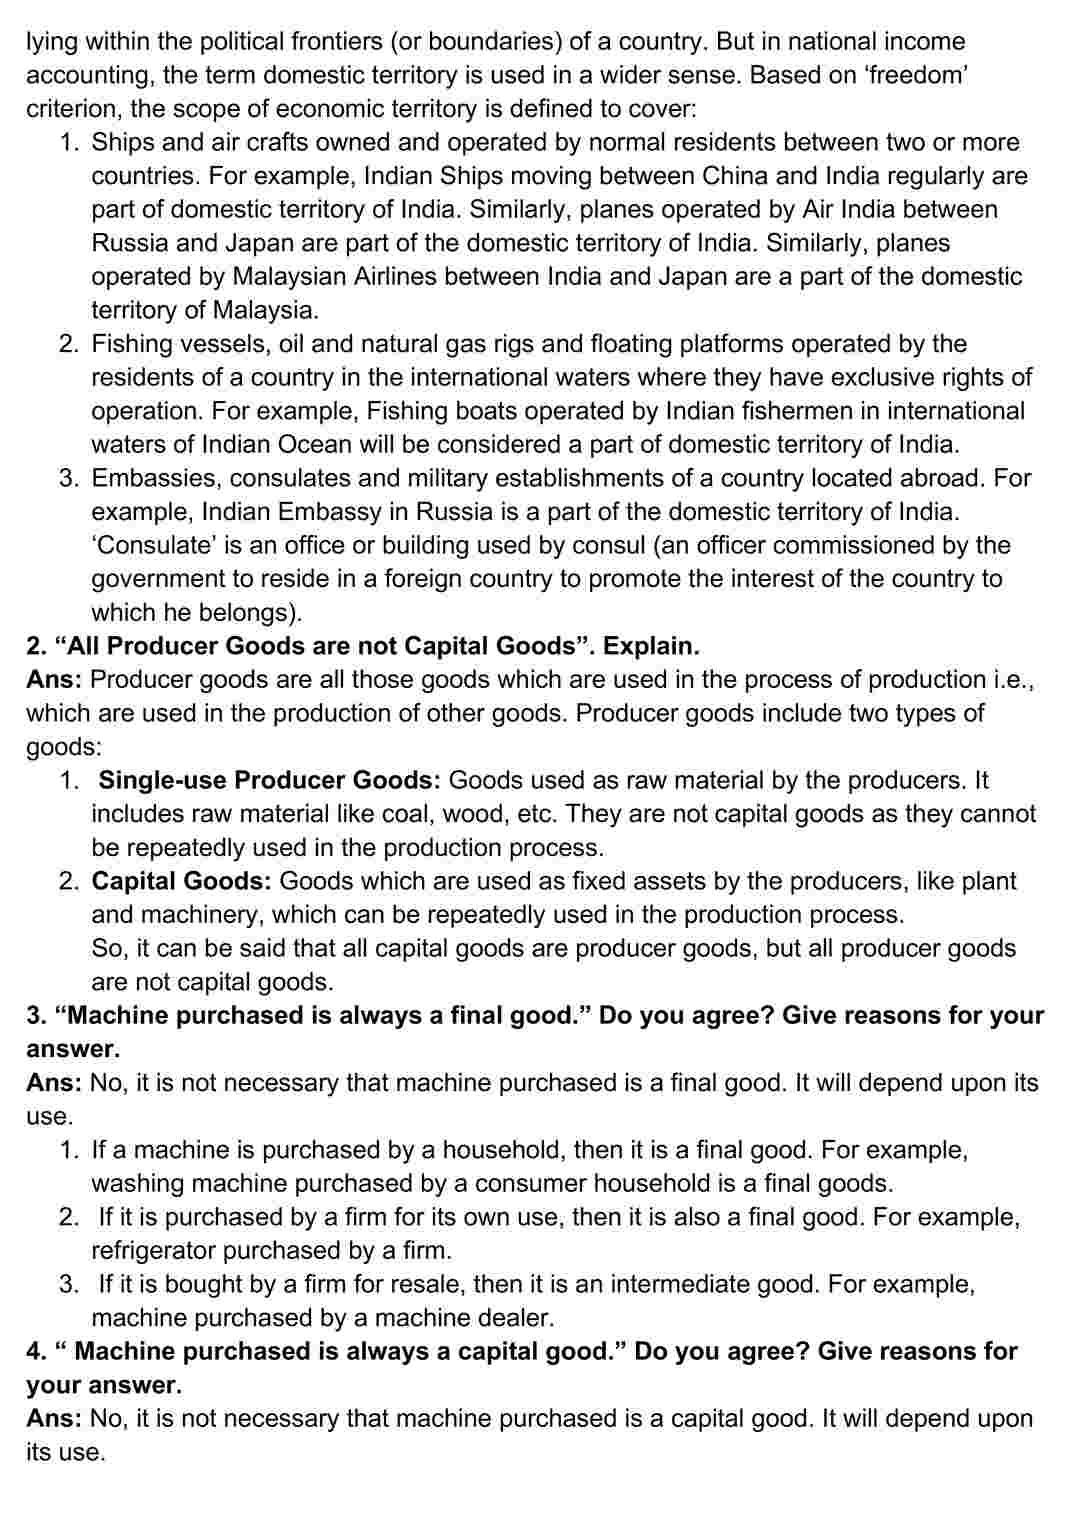 lying within the political frontiers (or boundaries) of a country. But in national income
accounting, the term domestic territory is used in a wider sense. Based on ‘freedom’
criterion, the scope of economic territory is defined to cover:
1. Ships and air crafts owned and operated by normal residents between two or more
countries. For example, Indian Ships moving between China and India regularly are
part of domestic territory of India. Similarly, planes operated by Air India between
Russia and Japan are part of the domestic territory of India. Similarly, planes
operated by Malaysian Airlines between India and Japan are a part of the domestic
territory of Malaysia.
2. Fishing vessels, oil and natural gas rigs and floating platforms operated by the
residents of a country in the international waters where they have exclusive rights of
operation. For example, Fishing boats operated by Indian fishermen in international
waters of Indian Ocean will be considered a part of domestic territory of India.
3. Embassies, consulates and military establishments of a country located abroad. For
example, Indian Embassy in Russia is a part of the domestic territory of India.
‘Consulate’ is an office or building used by consul (an officer commissioned by the
government to reside in a foreign country to promote the interest of the country to
which he belongs).
2. “All Producer Goods are not Capital Goods”. Explain.
Ans: Producer goods are all those goods which are used in the process of production i.e.,
which are used in the production of other goods. Producer goods include two types of
goods:
1. Single-use Producer Goods: Goods used as raw material by the producers. It
includes raw material like coal, wood, etc. They are not capital goods as they cannot
be repeatedly used in the production process.
2. Capital Goods: Goods which are used as fixed assets by the producers, like plant
and machinery, which can be repeatedly used in the production process.
So, it can be said that all capital goods are producer goods, but all producer goods
are not capital goods.
3. “Machine purchased is always a final good.” Do you agree? Give reasons for your
answer.
Ans: No, it is not necessary that machine purchased is a final good. It will depend upon its
use.
1. If a machine is purchased by a household, then it is a final good. For example,
washing machine purchased by a consumer household is a final goods.
2. If it is purchased by a firm for its own use, then it is also a final good. For example,
refrigerator purchased by a firm.
3. If it is bought by a firm for resale, then it is an intermediate good. For example,
machine purchased by a machine dealer.
4. “ Machine purchased is always a capital good.” Do you agree? Give reasons for
your answer.
Ans: No, it is not necessary that machine purchased is a capital good. It will depend upon
its use.